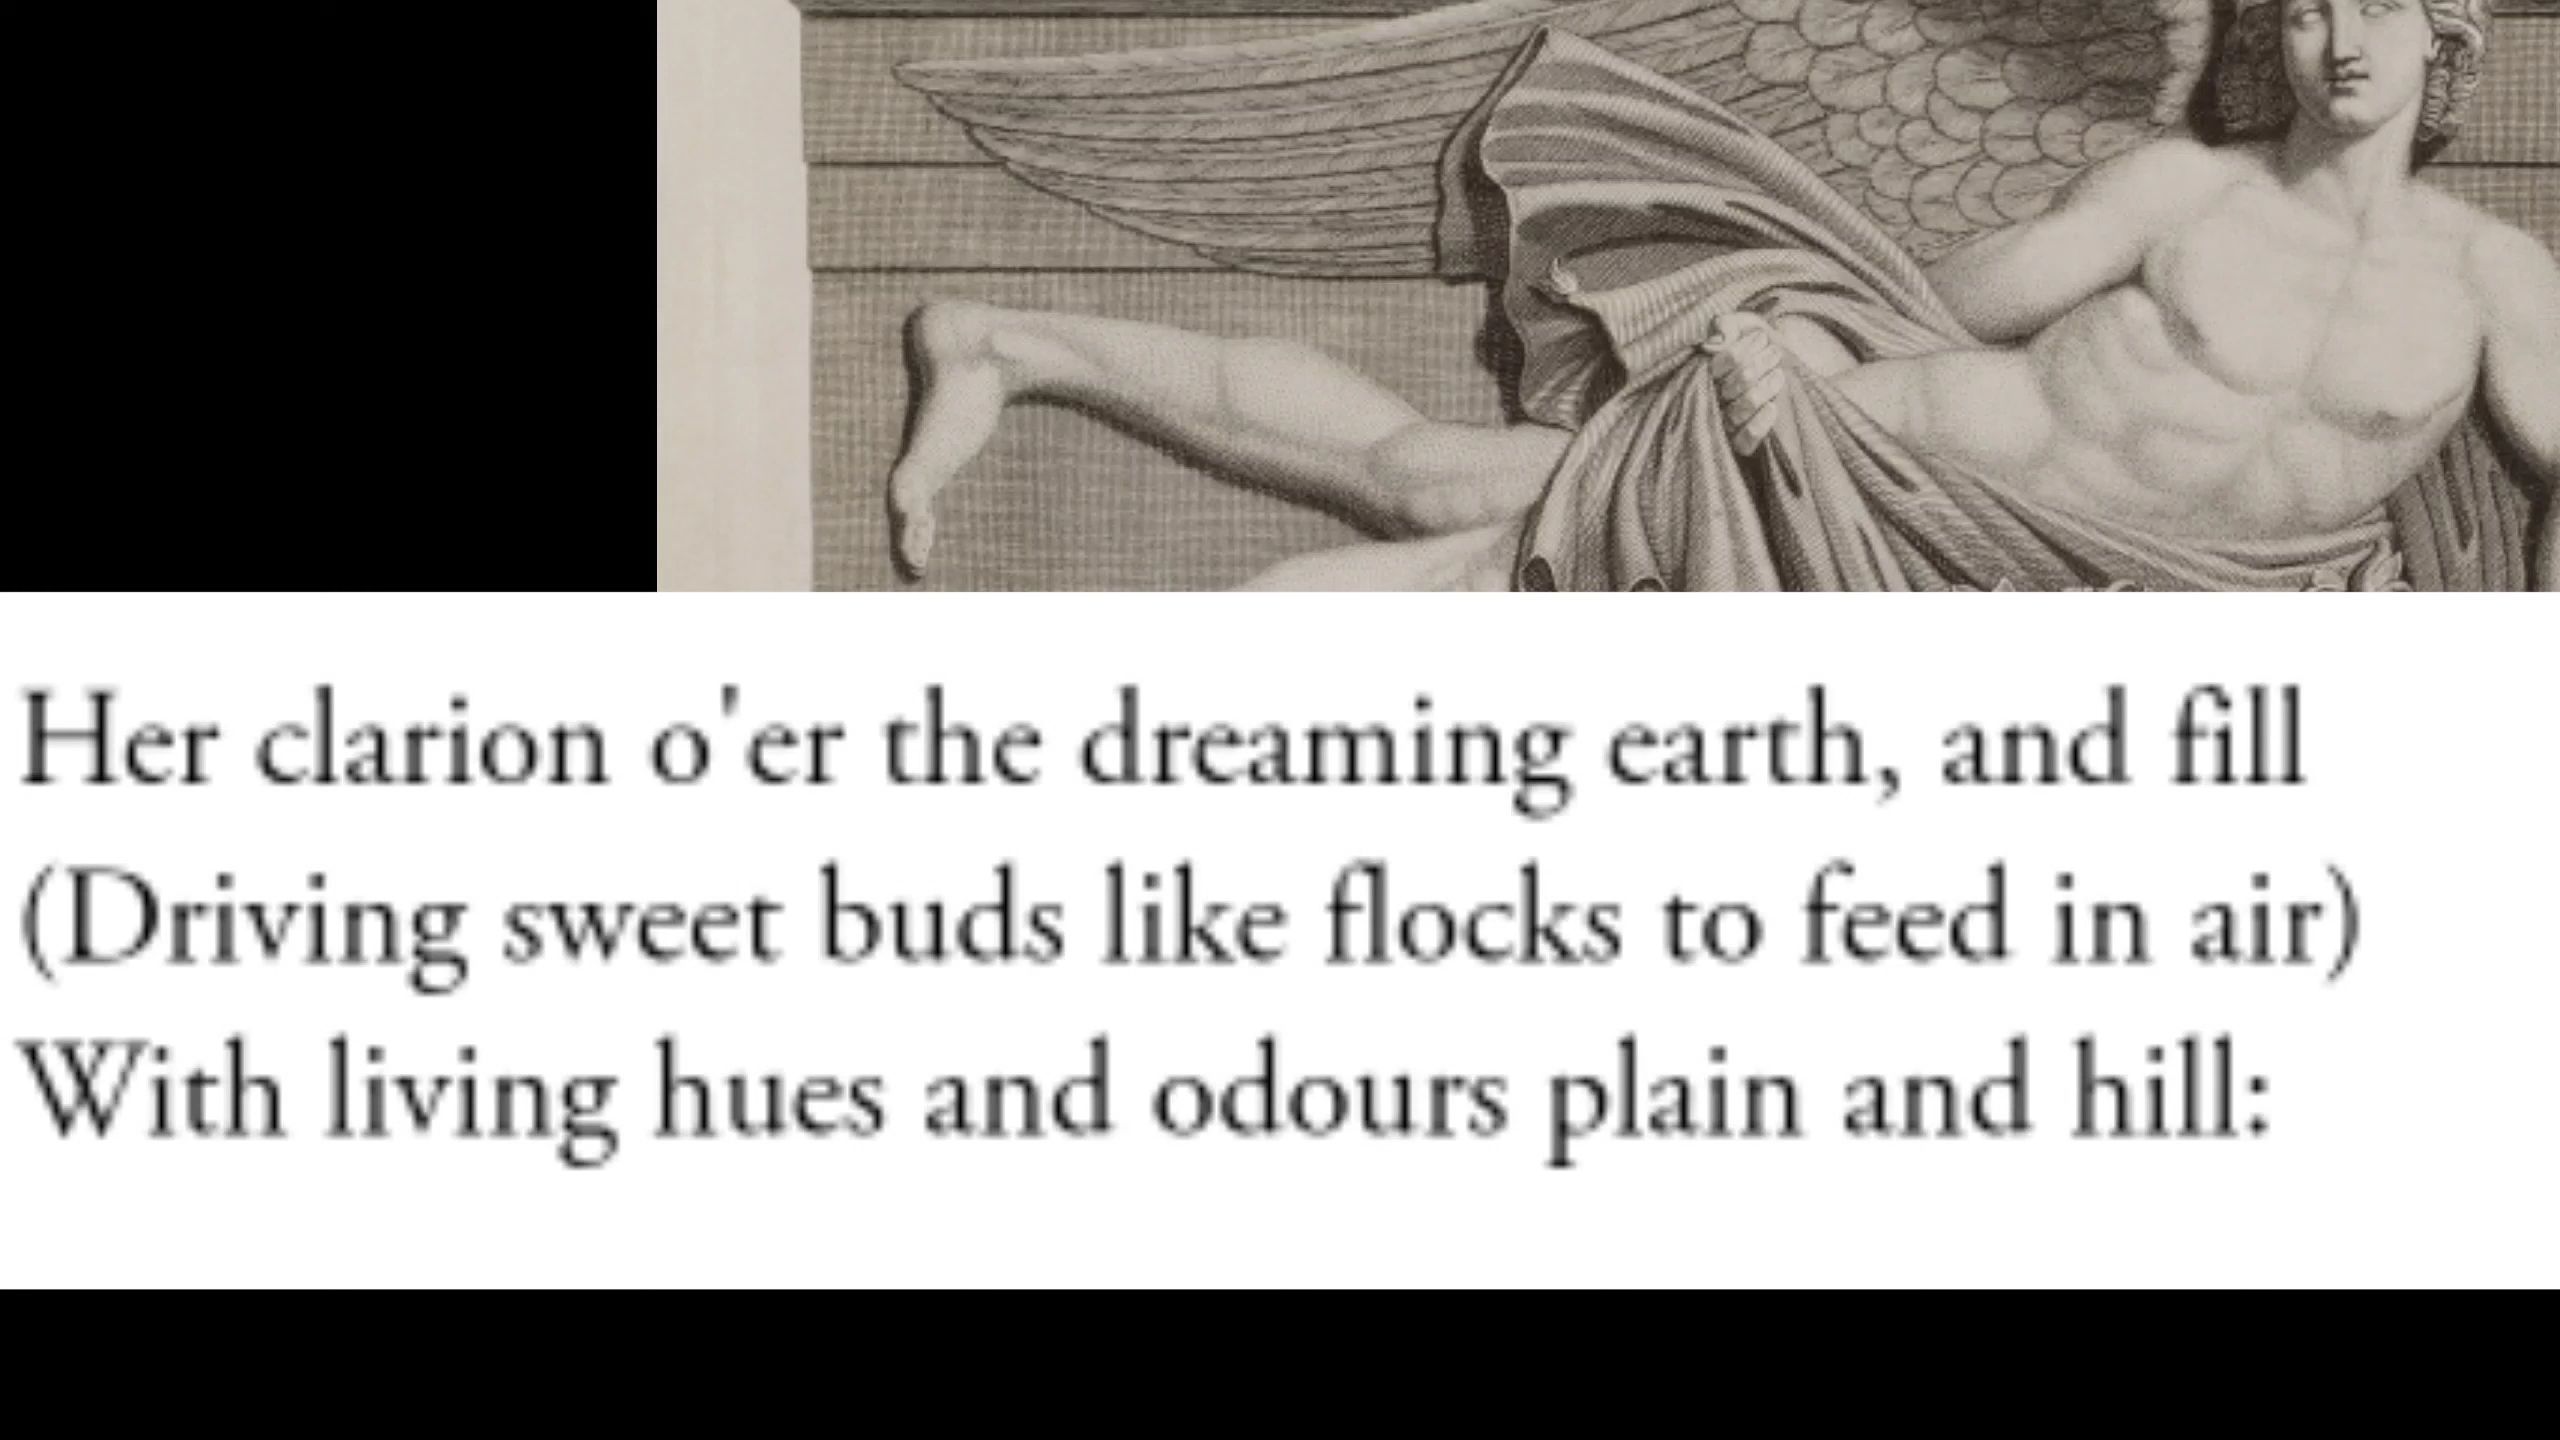 Her clarion o'er the dreaming earth, and fill
(Driving sweet buds like flocks to feed in air)
With living hues and odours plain and hill: